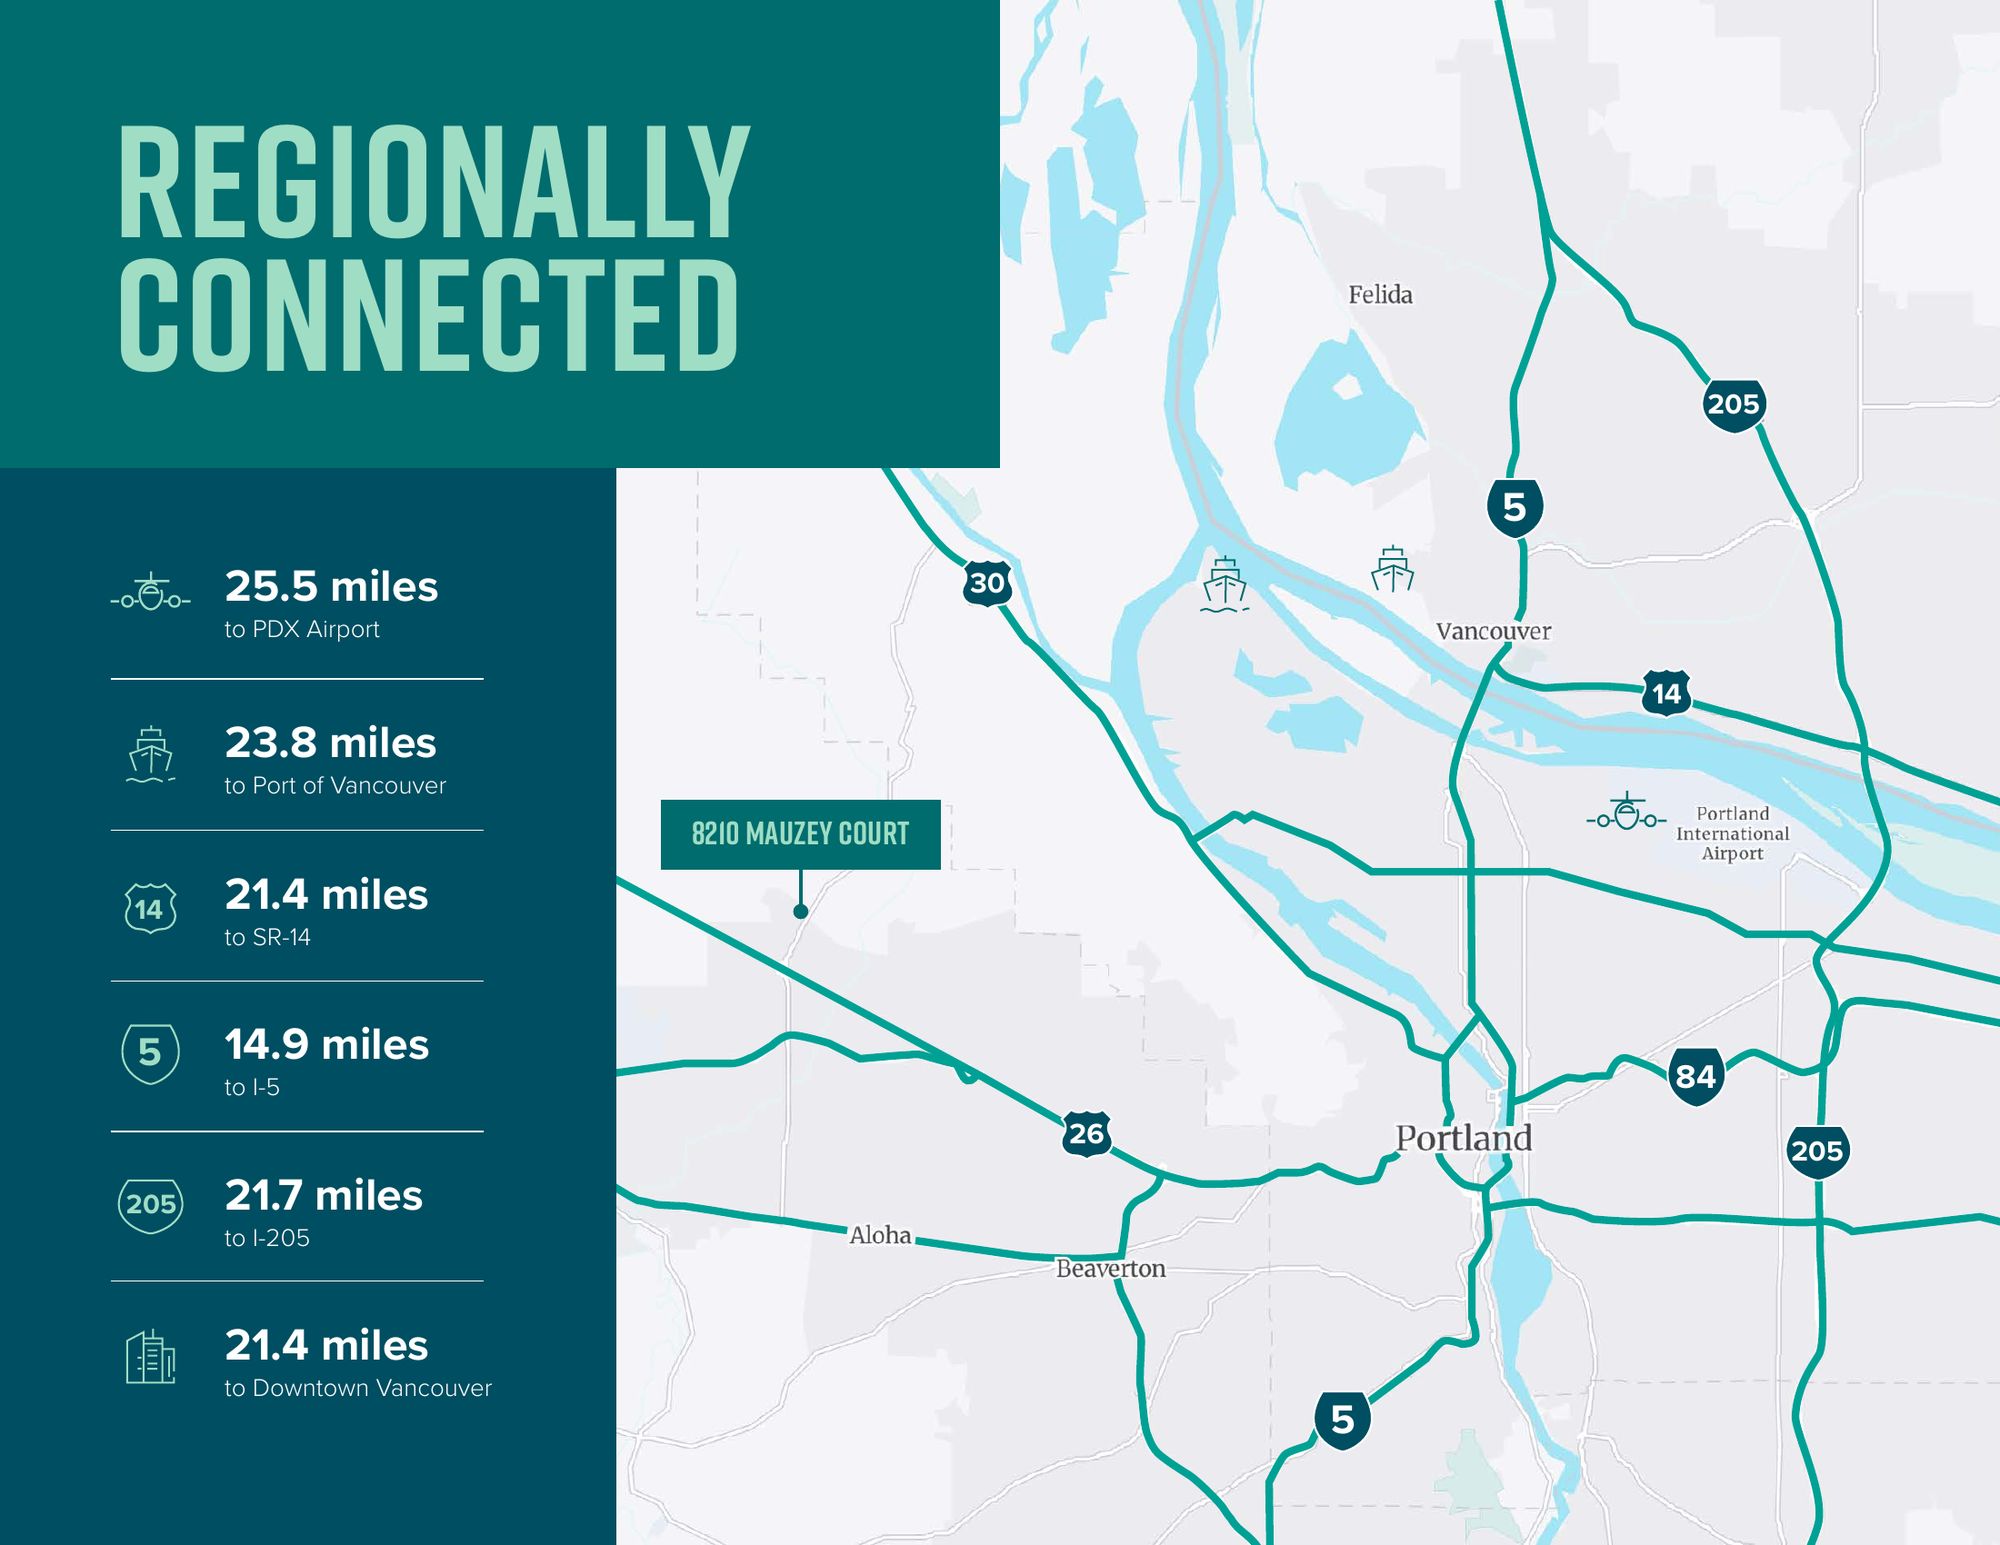 REGIONALLY
CONNECTED
25.5 miles
to PDX Airport
23.8 miles
to Port of Vancouver
14
21.4 miles
to SR-14
5
14.9 miles
to I-5
205
21.7 miles
to I-205
21.4 miles
to Downtown Vancouver
Felida
205
5
30
Vancouver
14
Portland
International
Airport
8210 MAUZEY COURT
84
26
Portland
205
Aloha
Beaverton
5